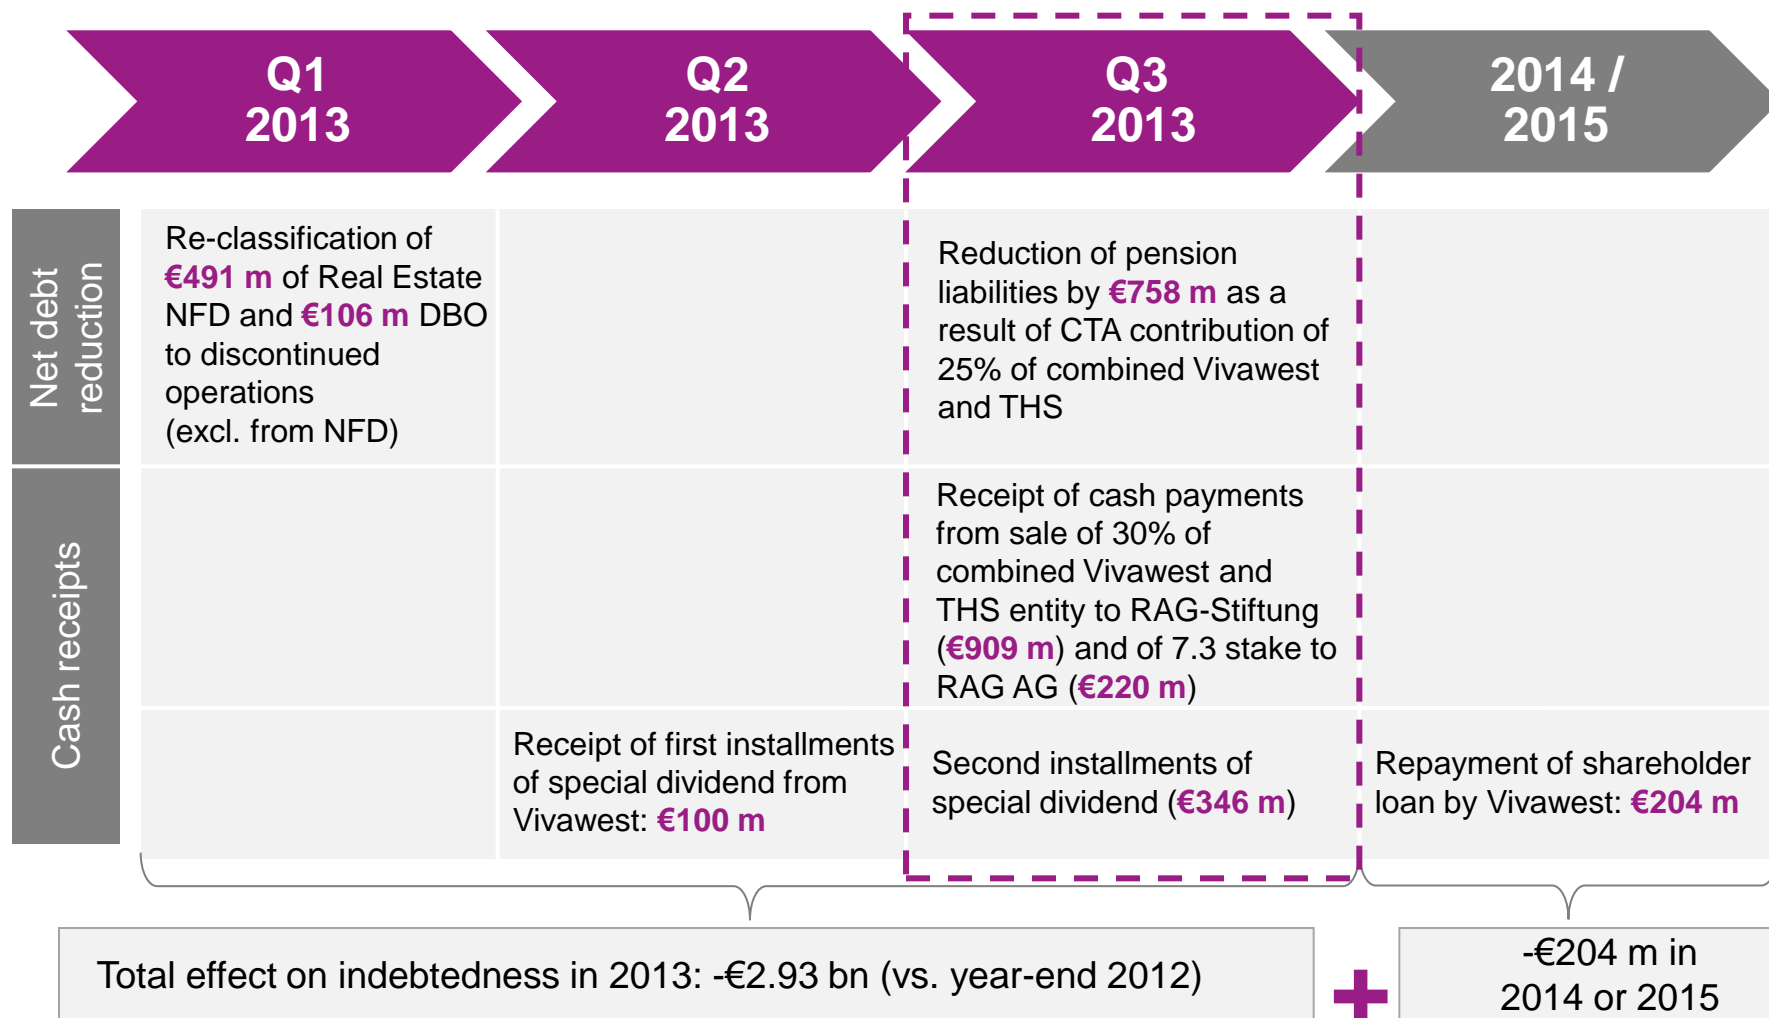 Q1
2013
Q2
2013
Q3
2013
2014 /
2015
Net debt
reduction
Re-classification of
€491 m of Real Estate
NFD and €106 m DBO
to discontinued
operations
(excl. from NFD)
Reduction of pension
liabilities by €758 m as a
result of CTA contribution of
25% of combined Vivawest
and THS
Cash receipts
Receipt of cash payments
from sale of 30% of
combined Vivawest and
THS entity to RAG-Stiftung
(€909 m) and of 7.3 stake to
RAG AG (€220 m)
Receipt of first installments
of special dividend from
Vivawest: €100 m
Second installments of
special dividend (€346 m)
Repayment of shareholder
loan by Vivawest: €204 m
Total effect on indebtedness in 2013: -€2.93 bn (vs. year-end 2012)
+
-€204 m in
2014 or 2015